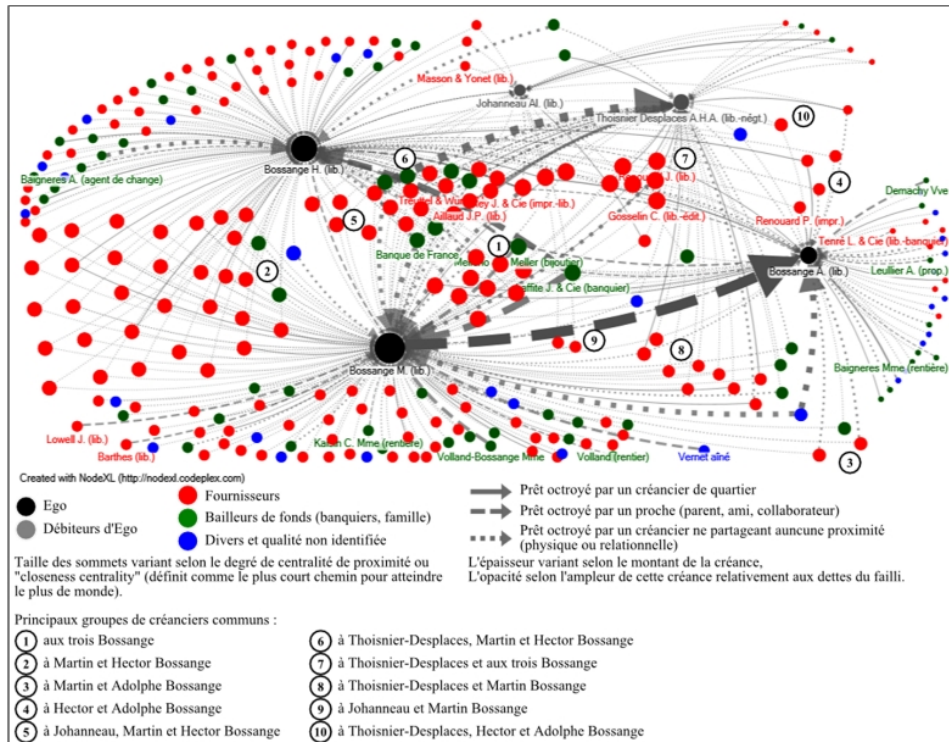 Masson & Yonet (lib.)
Johanneau Al. (lib.)
Thoisnier Desplaces A.H.A. (lib.-négt.)
10
Bossange H. (lib.)
6
7
Baigneres A. (agent de change)
J. (lib.)
4
Demachy Vve
Treuttel & J. & Cie (impr.-lib.)
Aillaud J.P. (lib.)
Gosselin C. (lib.-édit.)
5
Renouard P. (impr.)
Banque de France
1
Tenré L. & Cie (lib.-banquier)
Meller (bijoutier)
Bossange A. (lib.)
Leullier A. (prop.)
2
J. & Cie (banquier)
9
8
Bossange M. (lib.)
Baigneres Mme (rentière)
Lowell J. (lib.)
C. Mme (rentière)
Barthes (lib.)
Volland-Bossange Mme
Volland (rentier)
Vernet aîné
3
Created with NodeXL (http://nodexl.codeplex.com)
Ego
Débiteurs d'Ego
Fournisseurs
Bailleurs de fonds (banquiers, famille)
Divers et qualité non identifiée
Prêt octroyé par un créancier de quartier
Prêt octroyé par un proche (parent, ami, collaborateur)
Prêt octroyé par un créancier ne partageant aucune proximité
(physique ou relationnelle)
Taille des sommets variant selon le degré de centralité de proximité ou
"closeness centrality" (définit comme le plus court chemin pour atteindre
le plus de monde).
L'épaisseur variant selon le montant de la créance,
L'opacité selon l'ampleur de cette créance relativement aux dettes du failli.
Principaux groupes de créanciers communs :
1 aux trois Bossange
2 à Martin et Hector Bossange
3 à Martin et Adolphe Bossange
4 à Hector et Adolphe Bossange
5 à Johanneau, Martin et Hector Bossange
6 à Thoisnier-Desplaces, Martin et Hector Bossange
7 à Thoisnier-Desplaces et aux trois Bossange
8 à Thoisnier-Desplaces et Martin Bossange
9 à Johanneau et Martin Bossange
10 à Thoisnier-Desplaces, Hector et Adolphe Bossange